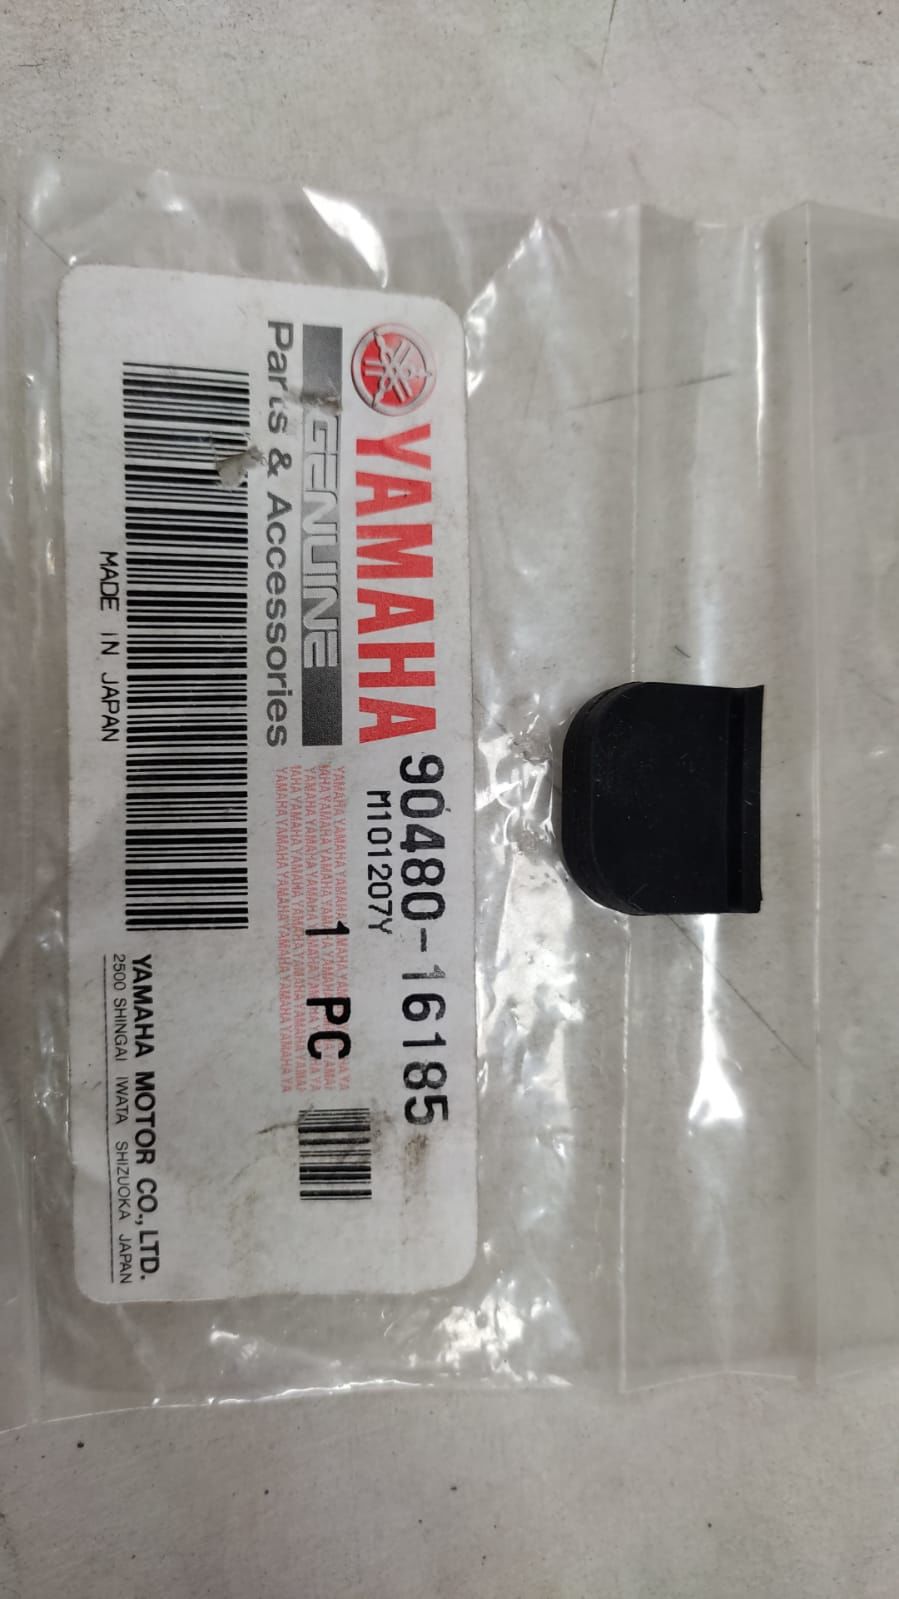 YAMAHA
GENUINE
Parts & Accessories
90480-16185
M101207Y
1 PC
MADE IN JAPAN
YAMAHA MOTOR CO., LTD.
2500 SHINGAI IWATA SHIZUOKA JAPAN